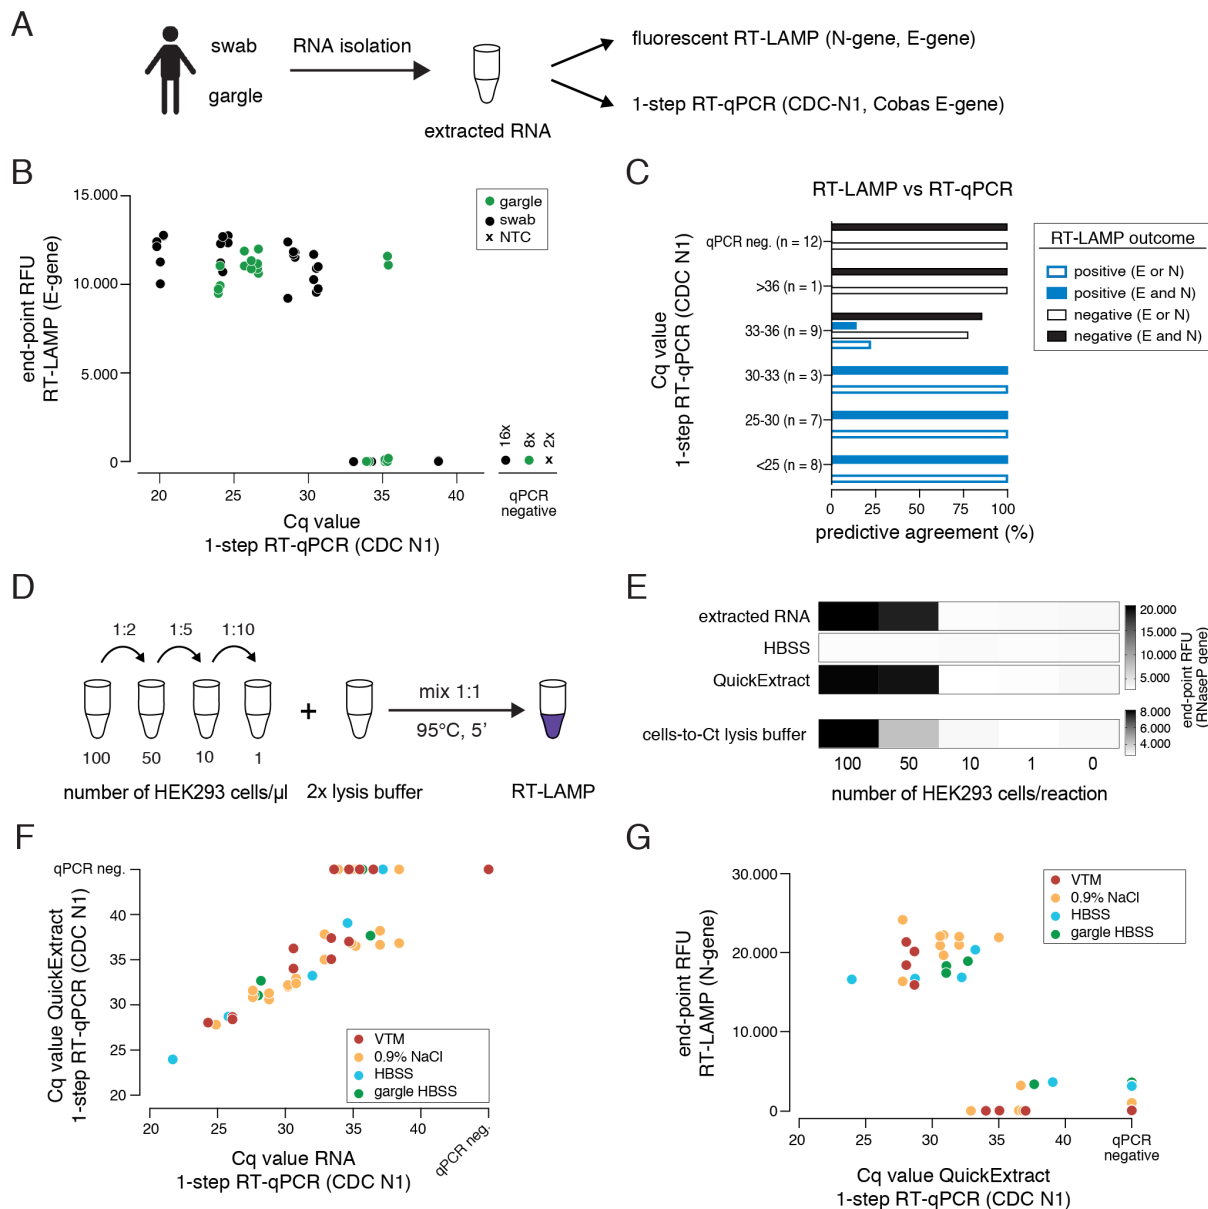 A
swab
gargle
RNA isolation
extracted RNA
fluorescent RT-LAMP (N-gene, E-gene)
1-step RT-qPCR (CDC-N1, Cobas E-gene)
B
end-point RFU
RT-LAMP (E-gene)
15.000
10.000
5.000
0
gargle
swab
x NTC
16x
8x
2x
x
20
25
30
35
40
qPCR
negative
Cq value
1-step RT-qPCR (CDC N1)
C
RT-LAMP vs RT-qPCR
Cq value
1-step RT-qPCR (CDC N1)
qPCR neg. (n = 12)
>36 (n = 1)
33-36 (n = 9)
30-33 (n = 3)
25-30 (n = 7)
<25 (n = 8)
0
25
50
75
100
predictive agreement (%)
RT-LAMP outcome
positive (E or N)
positive (E and N)
negative (E or N)
negative (E and N)
D
1:2
1:5
1:10
100
50
10
1
number of HEK293 cells/µl
+
2x lysis buffer
mix 1:1
95°C, 5’
RT-LAMP
E
extracted RNA
HBSS
QuickExtract
cells-to-Ct lysis buffer
100
50
10
1
0
number of HEK293 cells/reaction
20.000
15.000
10.000
5.000
8.000
6.000
4.000
end-point RFU
(RNaseP gene)
F
Cq value QuickExtract
1-step RT-qPCR (CDC N1)
qPCR neg.
40
35
30
25
20
VTM
0.9% NaCl
HBSS
gargle HBSS
20
25
30
35
40
qPCR neg.
Cq value RNA
1-step RT-qPCR (CDC N1)
G
end-point RFU
RT-LAMP (N-gene)
30.000
20.000
10.000
0
VTM
0.9% NaCl
HBSS
gargle HBSS
20
25
30
35
40
qPCR
negative
Cq value QuickExtract
1-step RT-qPCR (CDC N1)